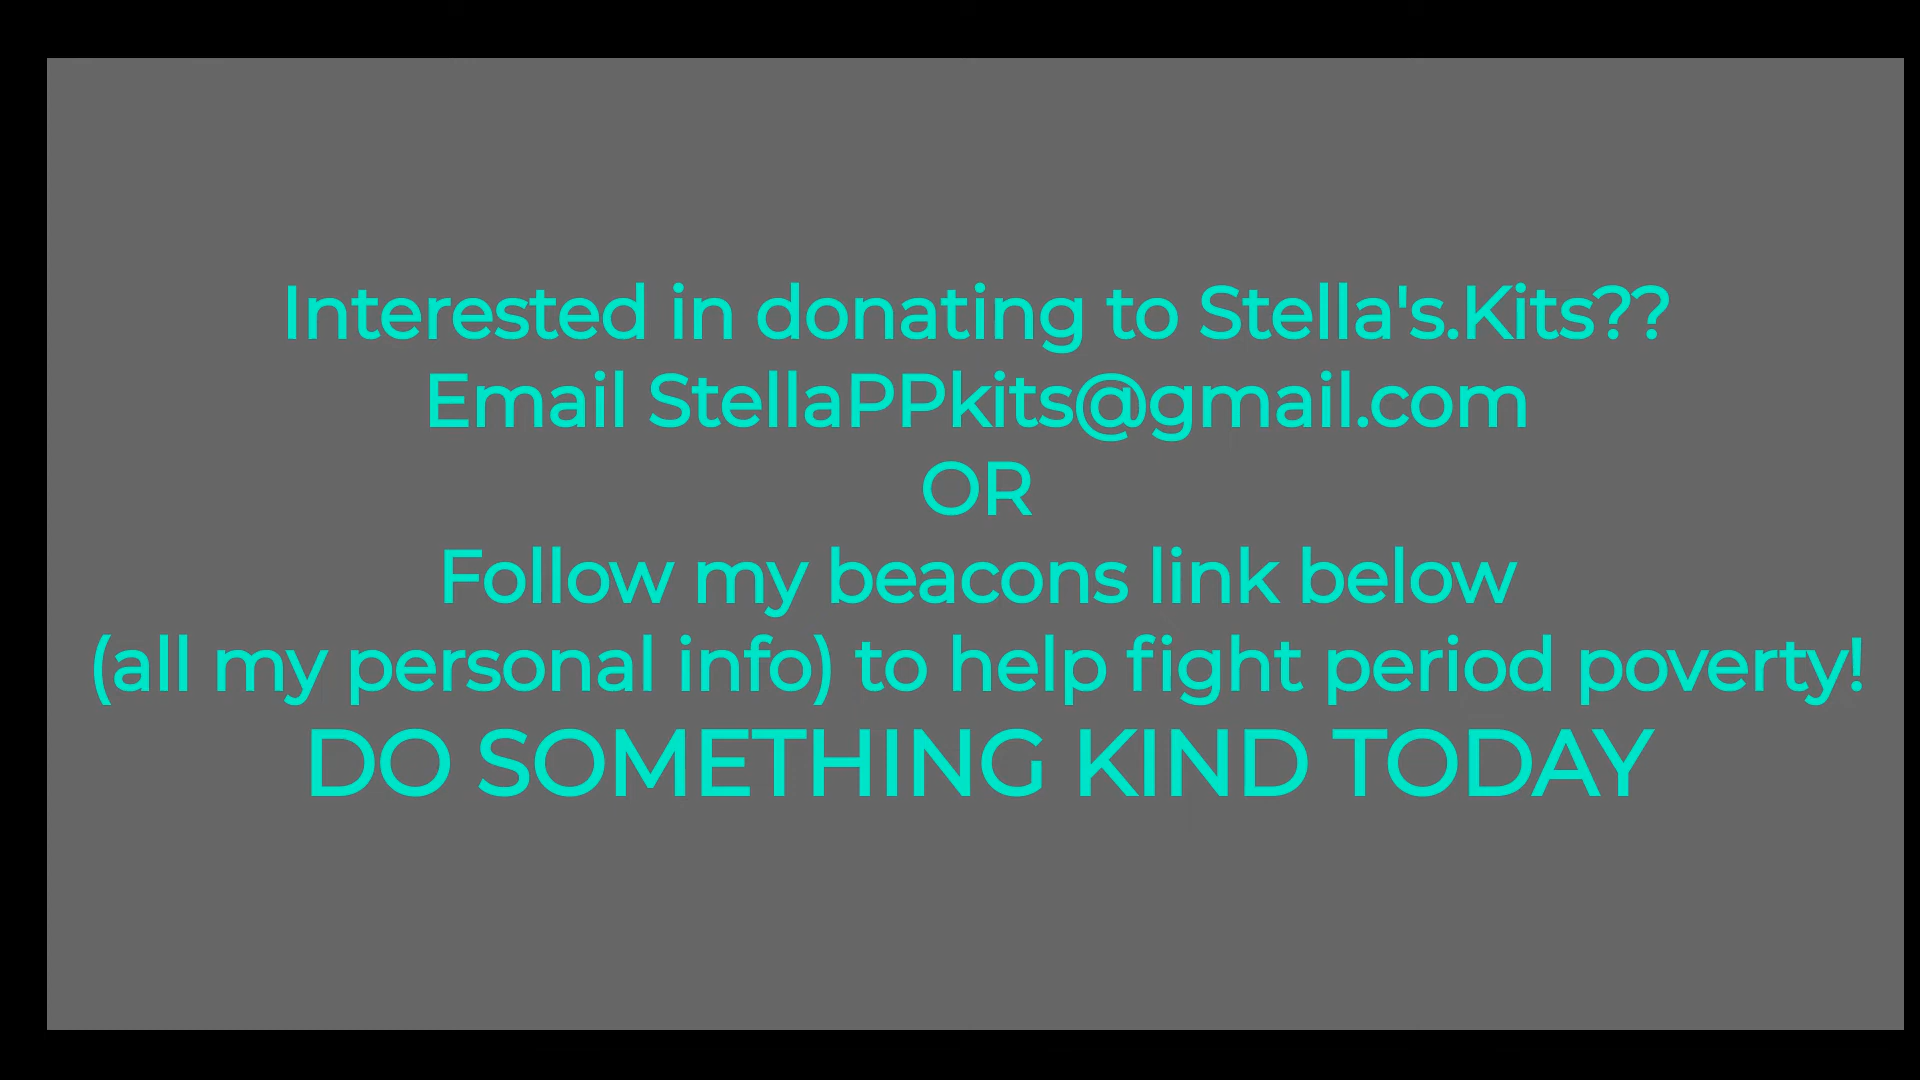 Interested in donating to Stella's.Kits??
Email StellaPPkits@gmail.com
OR
Follow my beacons link below
(all my personal info) to help fight period poverty!
DO SOMETHING KIND TODAY